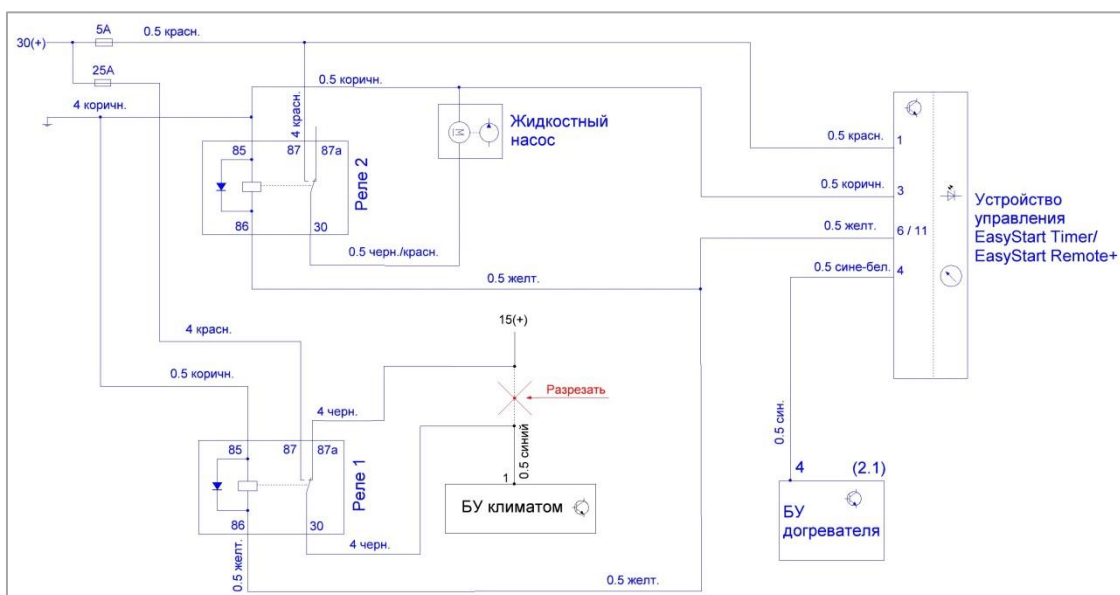 5А
0.5 красн.
30(+)
25А
0.5 коричн.
4 коричн.
4 красн.
Жидкостный
насос
85
87
87а
Реле 2
86
30
0.5 черн./красн.
0.5 желт.
0.5 красн.
1
0.5 коричн.
3
0.5 желт.
6 / 11
0.5 сине-бел.
4
Устройство
управления
EasyStart Timer/
EasyStart Remote+
15(+)
4 красн.
0.5 коричн.
Разрезать
4 черн.
0.5 синий
0.5 син.
85
87
87а
Реле 1
86
30
1
БУ климатом
4
(2.1)
БУ
догревателя
4 черн.
0.5 желт.
0.5 желт.
M